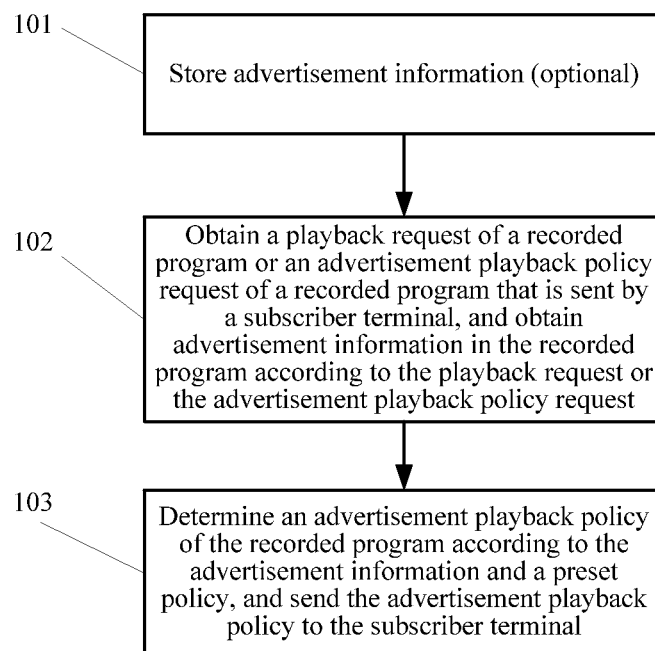 101
Store advertisement information (optional)
102
Obtain a playback request of a recorded
program or an advertisement playback policy
request of a recorded program that is sent by
a subscriber terminal, and obtain
advertisement information in the recorded
program according to the playback request or
the advertisement playback policy request
103
Determine an advertisement playback policy
of the recorded program according to the
advertisement information and a preset
policy, and send the advertisement playback
policy to the subscriber terminal